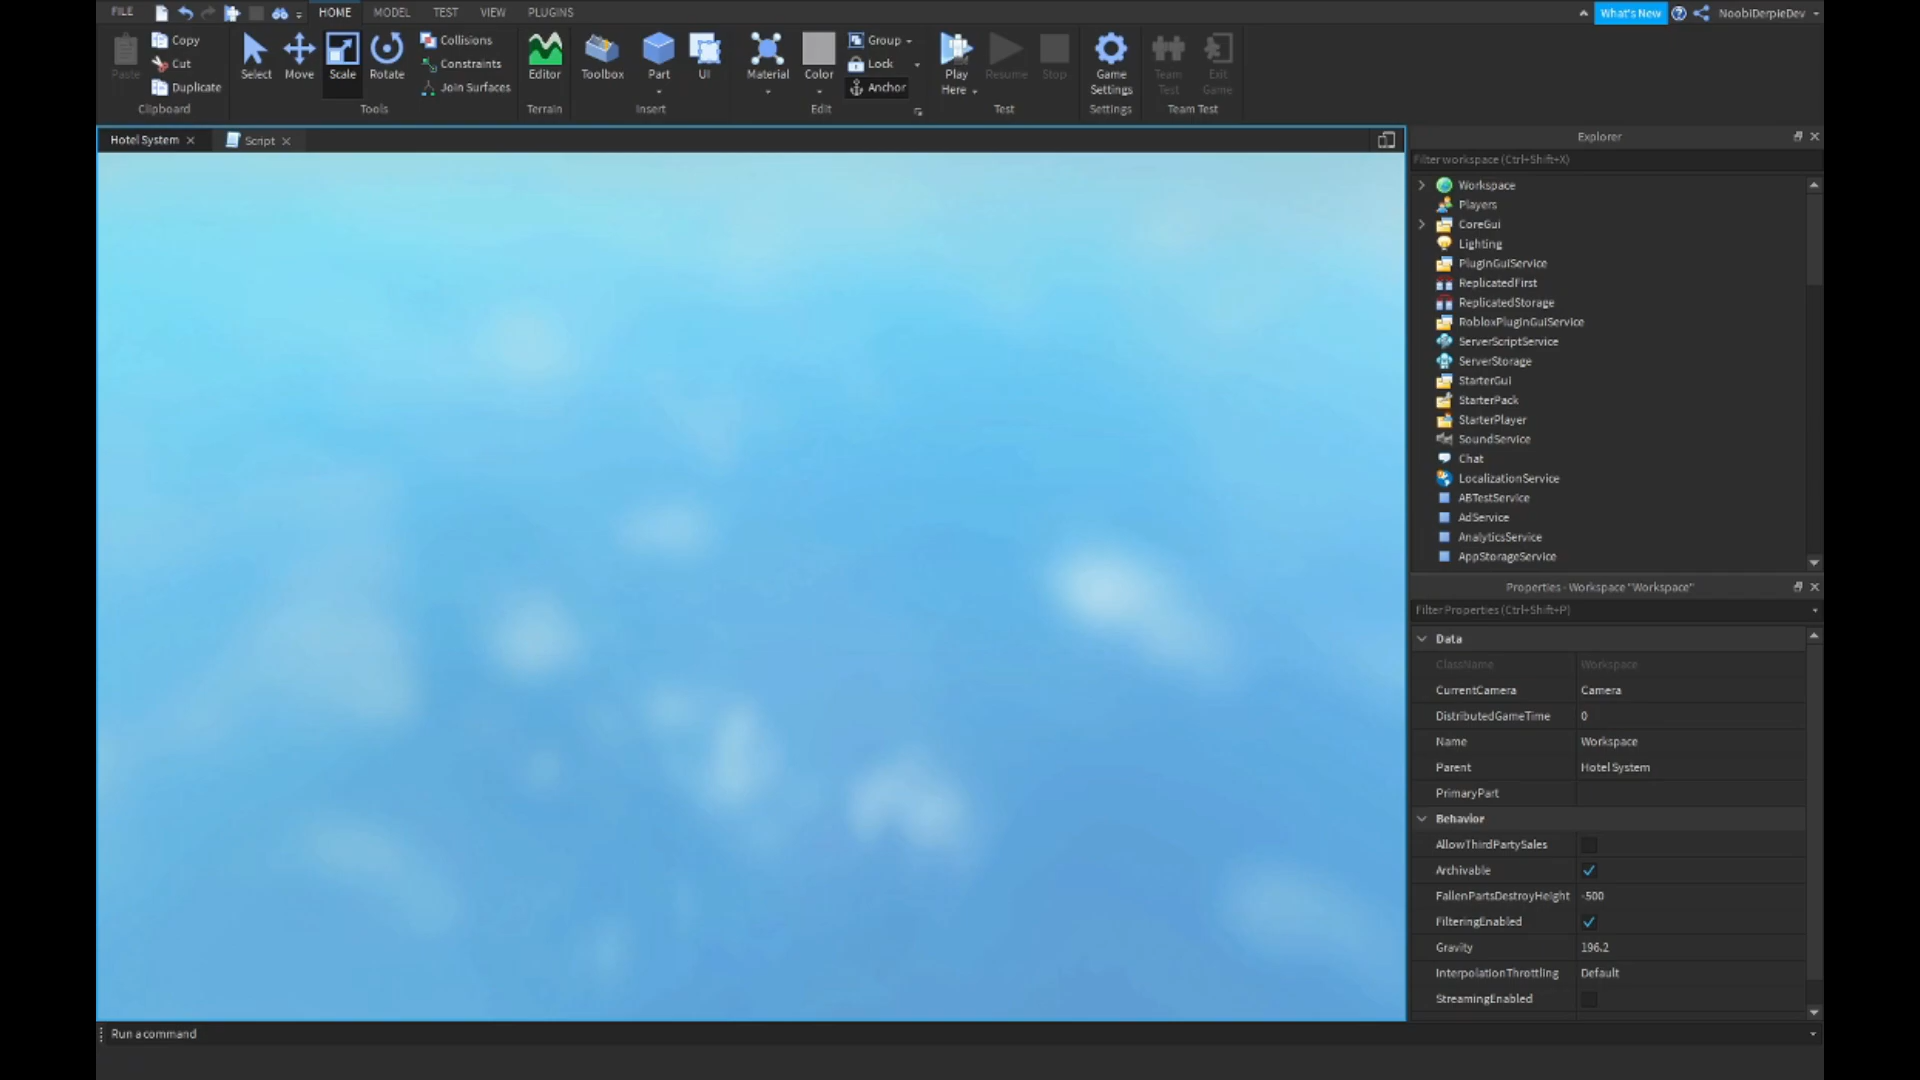 FILE HOME MODEL TEST VIEW PLUGINS What's New NoobiDerpieDev
Paste Copy Cut Duplicate
Clipboard
Select Move Scale Rotate Collisions Constraints Join Surfaces
Tools
Editor
Terrain
Toolbox Part UI
Insert
Material Color Group Lock Anchor
Edit
Play Here Resume Stop
Test
Game Settings
Settings
Team Test Exit Game
Team Test
Hotel System Script
Explorer
Filter workspace (Ctrl+Shift+X)
Workspace
Players
CoreGui
Lighting
PluginGuiService
ReplicatedFirst
ReplicatedStorage
RobloxPluginGuiService
ServerScriptService
ServerStorage
StarterGui
StarterPack
StarterPlayer
SoundService
Chat
LocalizationService
ABTestService
AdService
AnalyticsService
AppStorageService
Properties - Workspace "Workspace"
Filter Properties (Ctrl+Shift+P)
Data
ClassName Workspace
CurrentCamera Camera
DistributedGameTime 0
Name Workspace
Parent Hotel System
PrimaryPart
Behavior
AllowThirdPartySales
Archivable
FallenPartsDestroyHeight -500
FilteringEnabled
Gravity 196.2
InterpolationThrottling Default
StreamingEnabled
Run a command